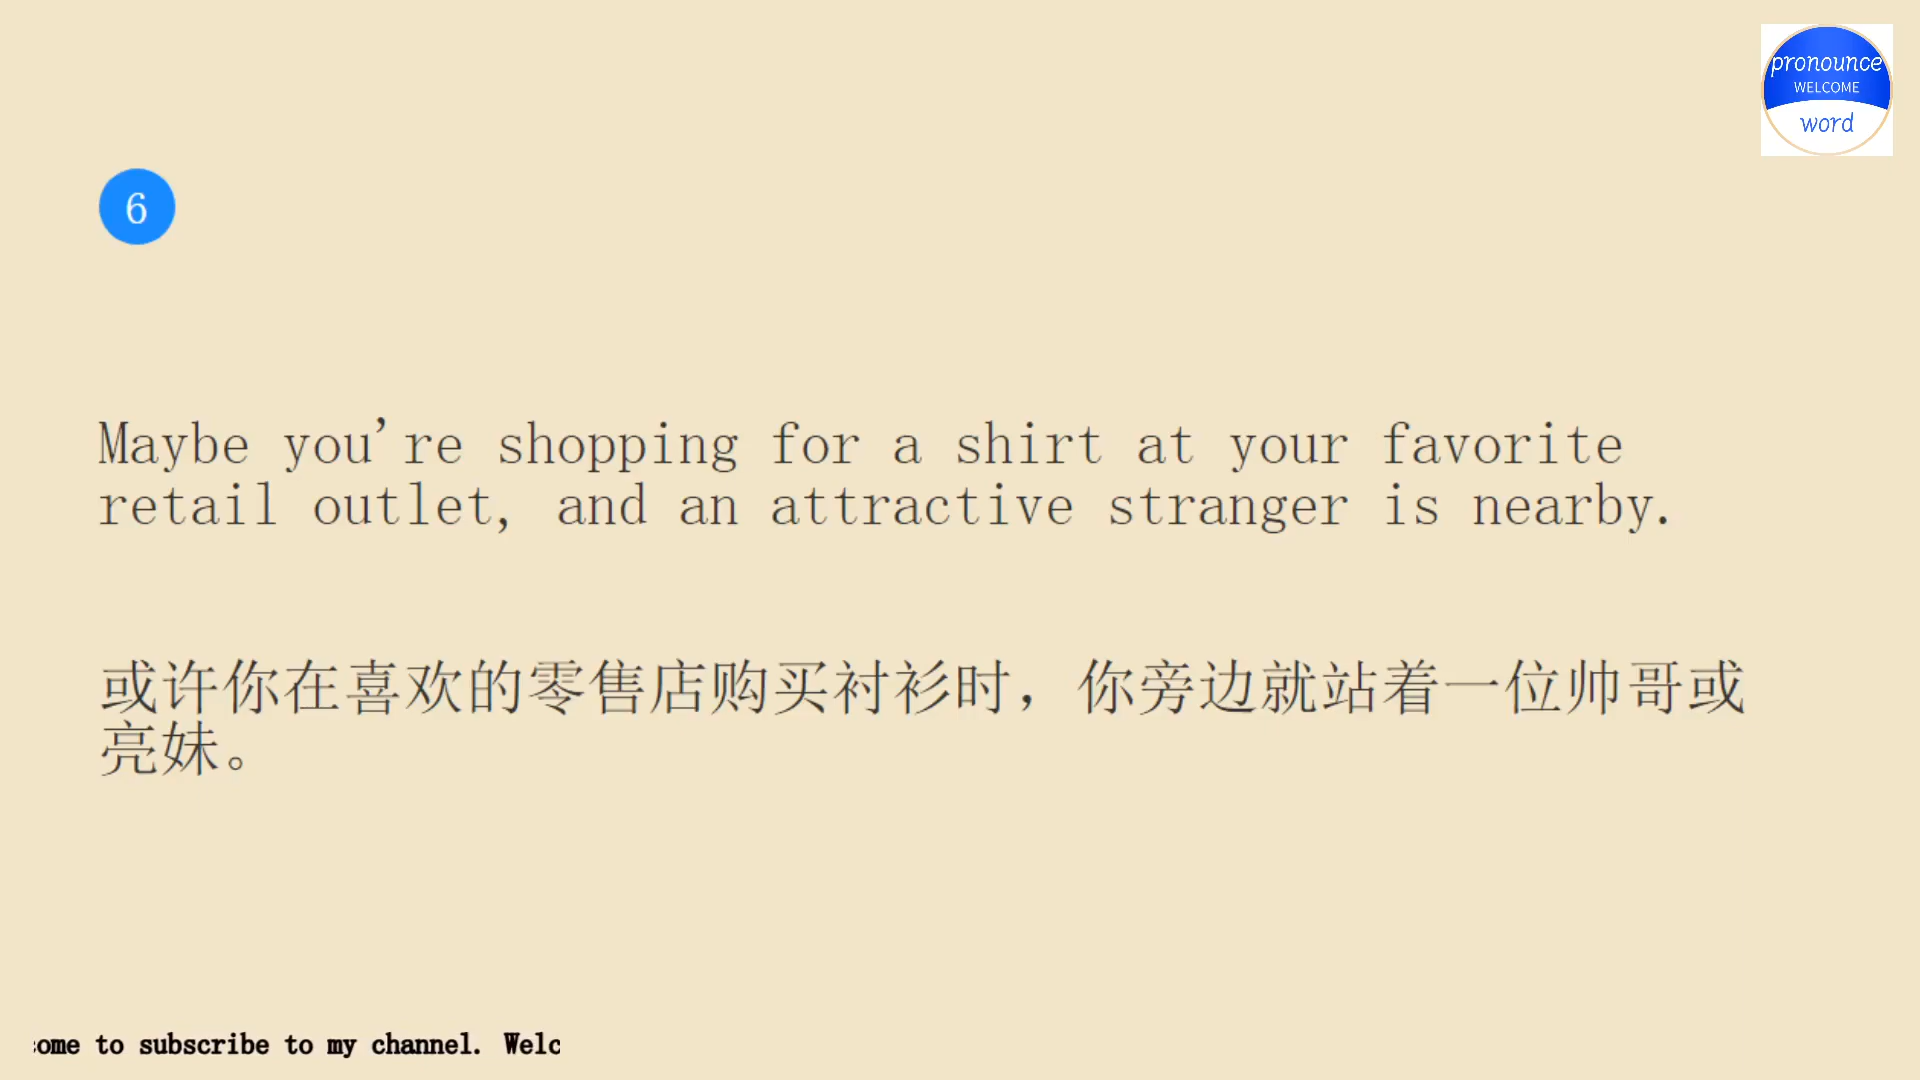 pronounce
WELCOME
word
6
Maybe you're shopping for a shirt at your favorite
retail outlet, and an attractive stranger is nearby.
或许你在喜欢的零售店购买衬衫时，你旁边就站着一位帅哥或
亮妹。
come to subscribe to my channel. Welc